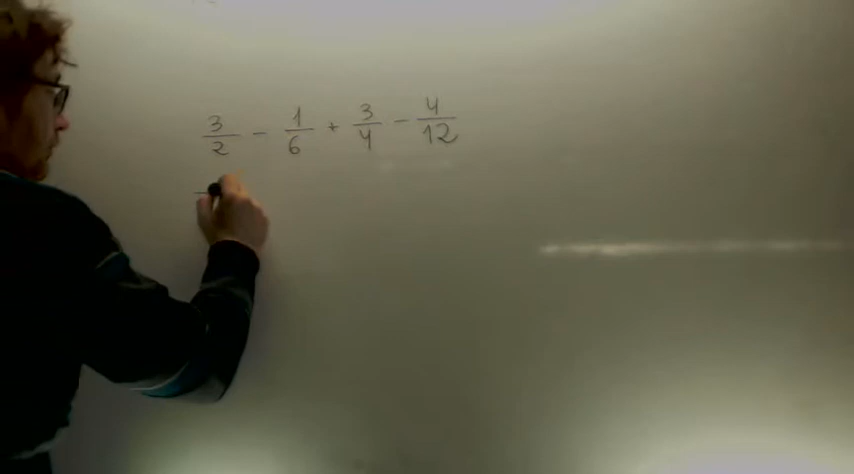 3/2 - 1/6 + 3/4 - 4/12